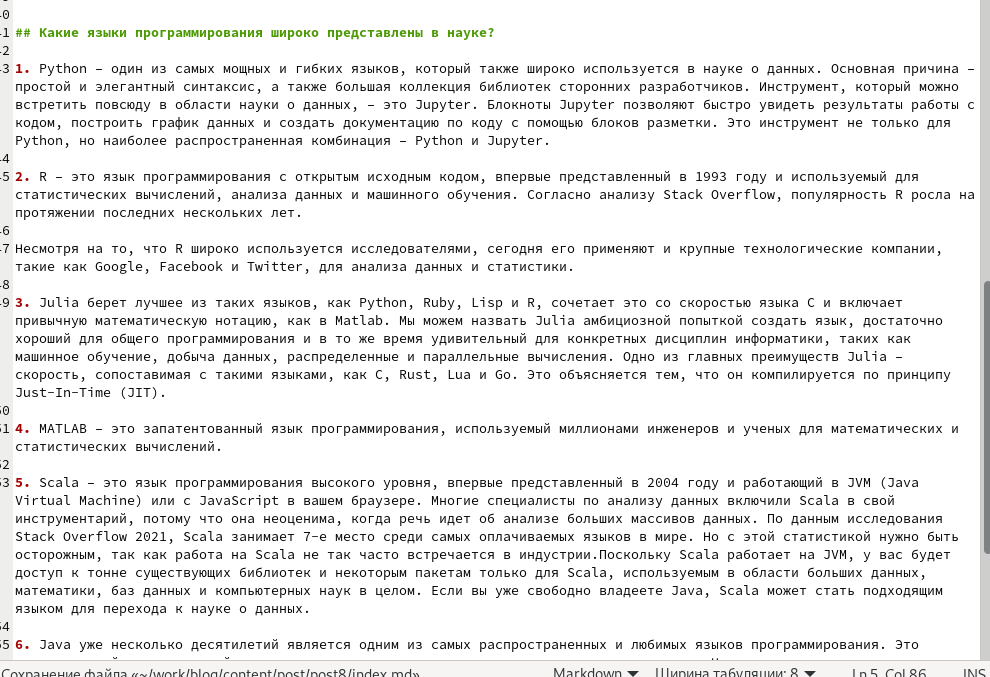 40
41 ## Какие языки программирования широко представлены в науке?
42
43 1. Python – один из самых мощных и гибких языков, который также широко используется в науке о данных. Основная причина –
простой и элегантный синтаксис, а также большая коллекция библиотек сторонних разработчиков. Инструмент, который можно
встретить повсюду в области науки о данных, – это Jupyter. Блокноты Jupyter позволяют быстро увидеть результаты работы с
кодом, построить график данных и создать документацию по коду с помощью блоков разметки. Это инструмент не только для
Python, но наиболее распространенная комбинация – Python и Jupyter.
44
45 2. R – это язык программирования с открытым исходным кодом, впервые представленный в 1993 году и используемый для
статистических вычислений, анализа данных и машинного обучения. Согласно анализу Stack Overflow, популярность R росла на
протяжении последних нескольких лет.
46
47 Несмотря на то, что R широко используется исследователями, сегодня его применяют и крупные технологические компании,
такие как Google, Facebook и Twitter, для анализа данных и статистики.
48
49 3. Julia берет лучшее из таких языков, как Python, Ruby, Lisp и R, сочетает это со скоростью языка C и включает
привычную математическую нотацию, как в Matlab. Мы можем назвать Julia амбициозной попыткой создать язык, достаточно
хороший для общего программирования и в то же время удивительный для конкретных дисциплин информатики, таких как
машинное обучение, добыча данных, распределенные и параллельные вычисления. Одно из главных преимуществ Julia –
скорость, сопоставимая с такими языками, как C, Rust, Lua и Go. Это объясняется тем, что он компилируется по принципу
Just-In-Time (JIT).
50
51 4. MATLAB – это запатентованный язык программирования, используемый миллионами инженеров и ученых для математических и
статистических вычислений.
52
53 5. Scala – это язык программирования высокого уровня, впервые представленный в 2004 году и работающий в JVM (Java
Virtual Machine) или с JavaScript в вашем браузере. Многие специалисты по анализу данных включили Scala в свой
инструментарий, потому что она неоценима, когда речь идет об анализе больших массивов данных. По данным исследования
Stack Overflow 2021, Scala занимает 7-е место среди самых оплачиваемых языков в мире. Но с этой статистикой нужно быть
осторожным, так как работа на Scala не так часто встречается в индустрии.Поскольку Scala работает на JVM, у вас будет
доступ к тонне существующих библиотек и некоторым пакетам только для Scala, используемым в области больших данных,
математики, баз данных и компьютерных наук в целом. Если вы уже свободно владеете Java, Scala может стать подходящим
языком для перехода к науке о данных.
54
55 6. Java уже несколько десятилетий является одним из самых распространенных и любимых языков программирования. Это
Сохранение файла «~/work/blog/content/post/post8/index.md» Markdown Ширина табуляции: 8 Ln 5, Col 86 INS